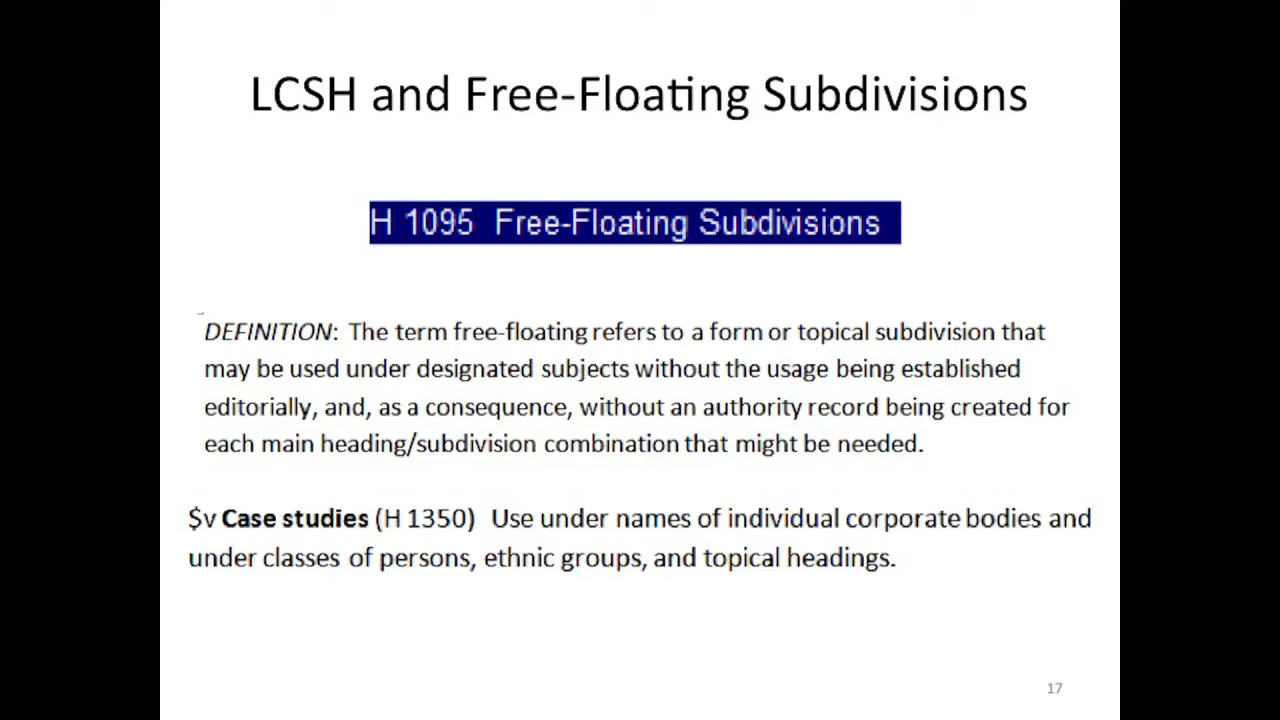 LCSH and Free-Floating Subdivisions
H 1095 Free-Floating Subdivisions
DEFINITION: The term free-floating refers to a form or topical subdivision that
may be used under designated subjects without the usage being established
editorially, and, as a consequence, without an authority record being created for
each main heading/subdivision combination that might be needed.
$v Case studies (H 1350) Use under names of individual corporate bodies and
under classes of persons, ethnic groups, and topical headings.
17